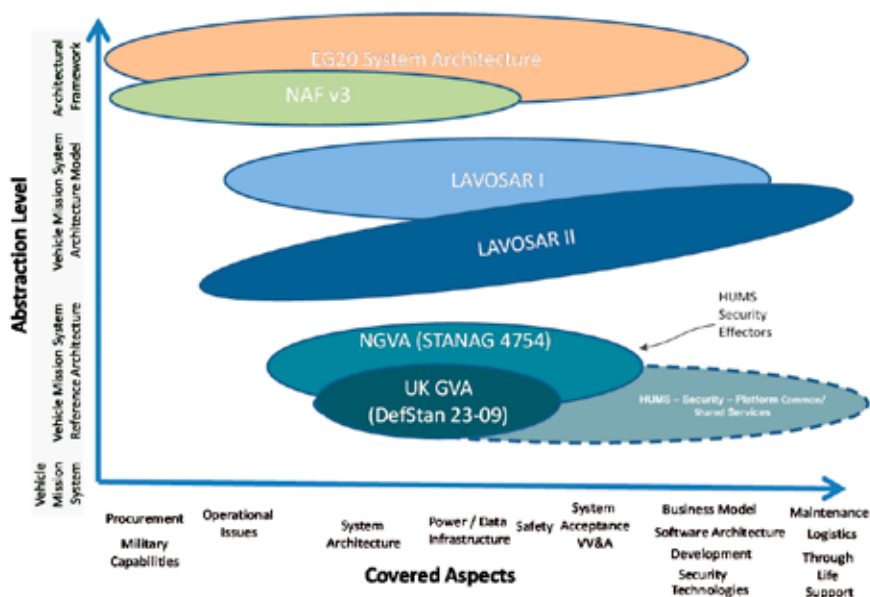 EG20 System Architecture
NAF v3
LAVOSAR I
LAVOSAR II
HUMS
Security
Effectors
NGVA (STANAG 4754)
UK GVA
(DefStan 23-09)
HUMS – Security – Platform Common/
Shared Services
Abstraction Level
Architectural
Framework
Vehicle Mission System
Architecture Model
Vehicle Mission System
Reference Architecture
Vehicle
Mission
System
Procurement
Military
Capabilities
Operational
Issues
System
Architecture
Power / Data
Infrastructure
Safety
System
Acceptance
VV&A
Business Model
Software Architecture
Development
Security
Technologies
Maintenance
Logistics
Through
Life
Support
Covered Aspects